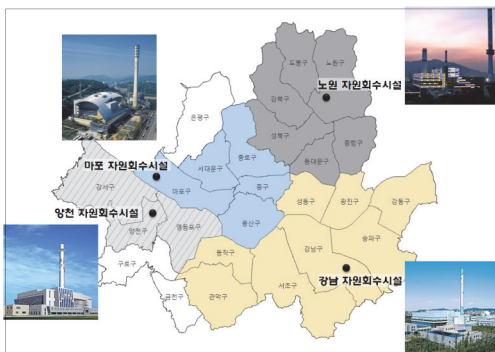 도봉구
노원구
노원 자원회수시설
강북구
은평구
성북구
중랑구
마포 자원회수시설
종로구
동대문구
서대문구
강서구
마포구
중구
양천 자원회수시설
성동구
광진구
강동구
용산구
양천구
영등포구
송파구
동작구
강남구
구로구
강남 자원회수시설
금천구
관악구
서초구